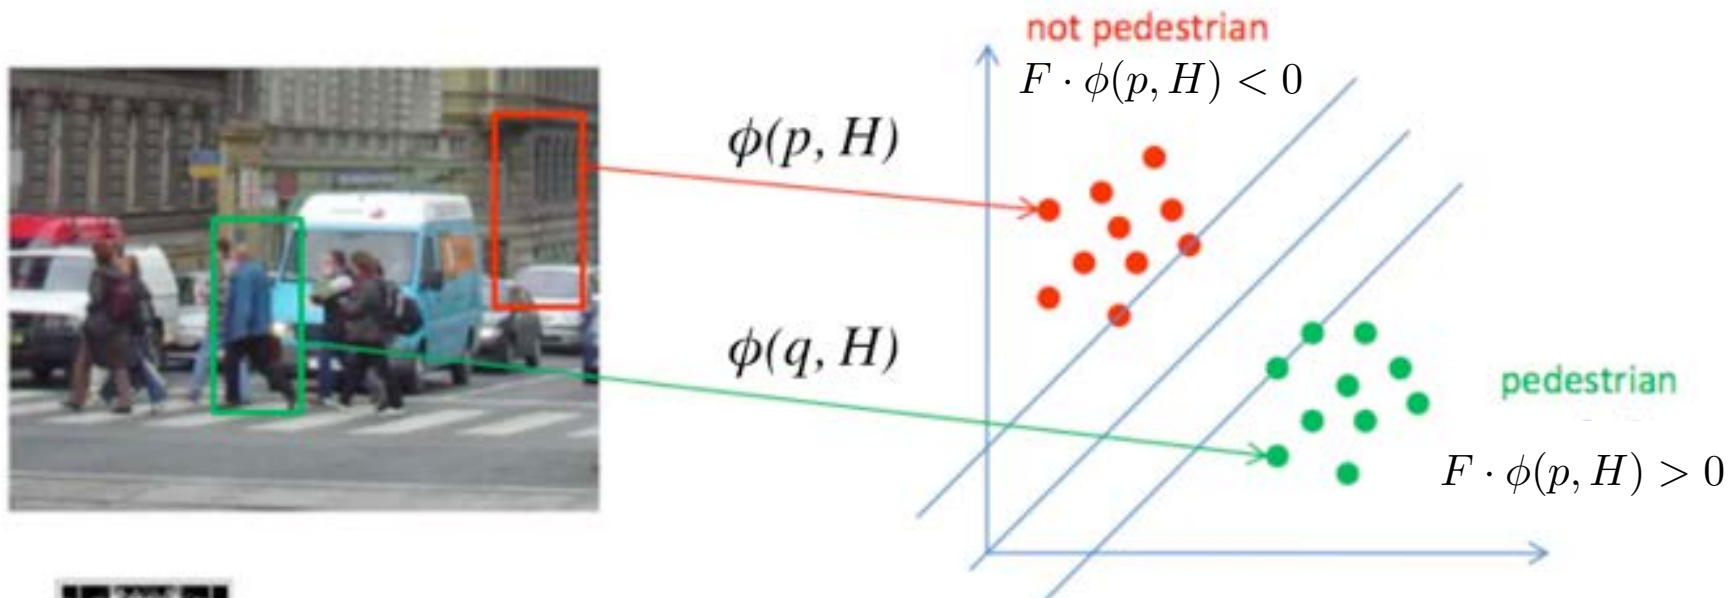 not pedestrian
F · ϕ(p, H) < 0
ϕ(p, H)
ϕ(q, H)
pedestrian
F · ϕ(p, H) > 0